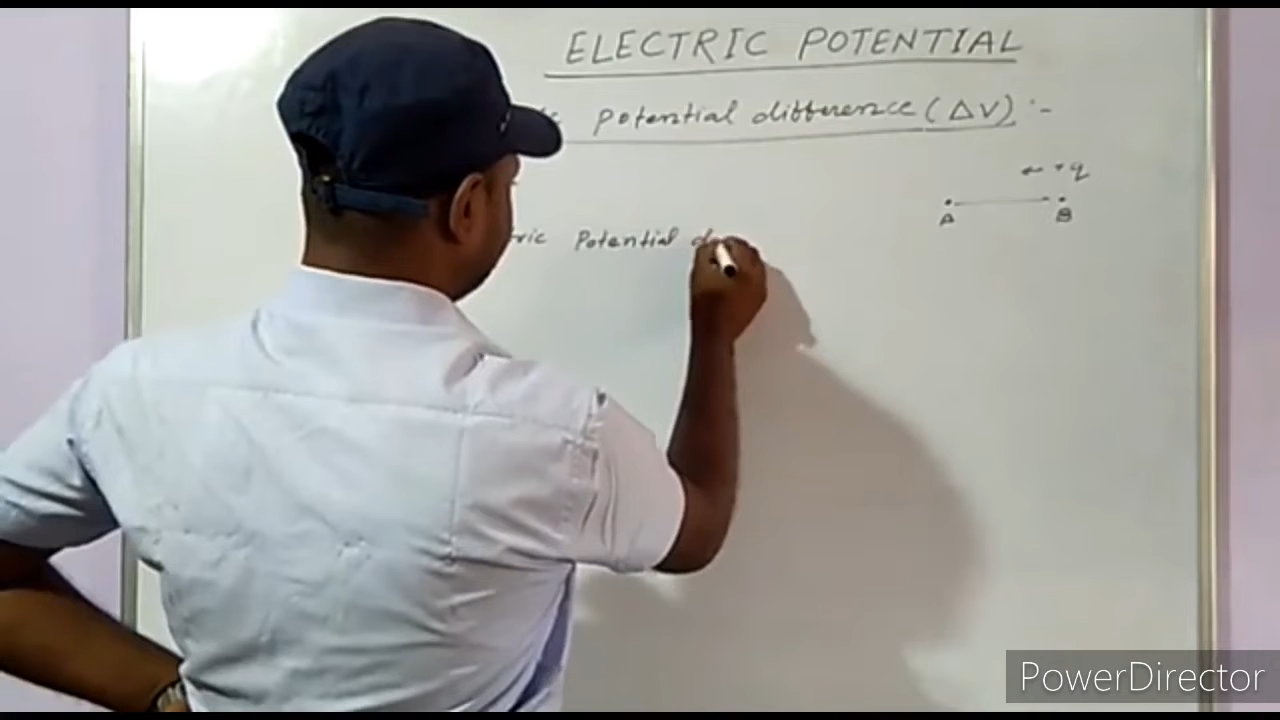 ELECTRIC POTENTIAL
Potential difference (ΔV) :-
← +q
A B
Potential
PowerDirector